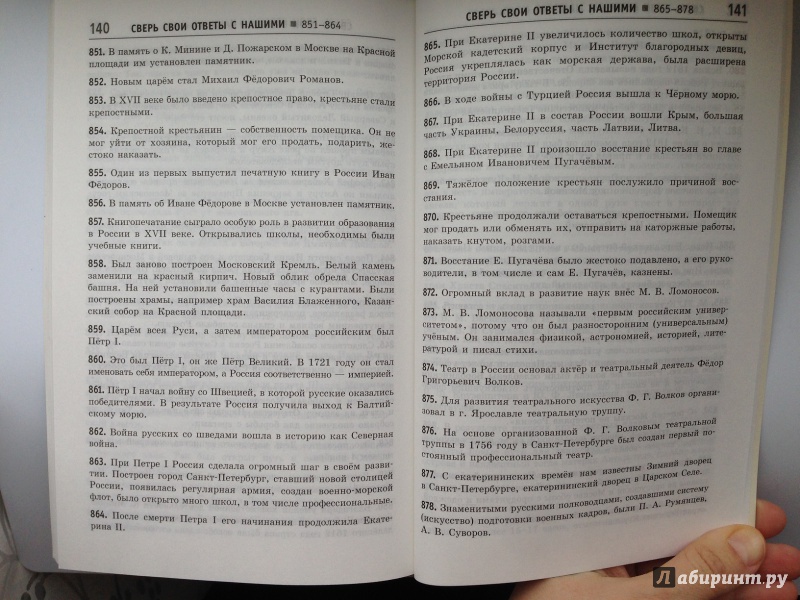 140 СВЕРЬ СВОИ ОТВЕТЫ С НАШИМИ ■ 851–864
851. В память о К. Минине и Д. Пожарском в Москве на Красной
площади им установлен памятник.
852. Новым царём стал Михаил Фёдорович Романов.
853. В XVII веке было введено крепостное право, крестьяне стали
крепостными.
854. Крепостной крестьянин — собственность помещика. Он не
мог уйти от хозяина, который мог его продать, подарить, же-
стоко наказать.
855. Один из первых выпустил печатную книгу в России Иван
Фёдоров.
856. В память об Иване Фёдорове в Москве установлен памятник.
857. Книгопечатание сыграло особую роль в развитии образования
в России в XVII веке. Открывались школы, необходимы были
учебные книги.
858. Был заново построен Московский Кремль. Белый камень
заменили на красный кирпич. Новый облик обрела Спасская
башня. На ней установили башенные часы с курантами. Были
построены храмы, например храм Василия Блаженного, Казан-
ский собор на Красной площади.
859. Царём всея Руси, а затем императором российским был
Пётр I.
860. Это был Пётр I, он же Пётр Великий. В 1721 году он стал
именовать себя императором, а Россия соответственно — империей.
861. Пётр I начал войну со Швецией, в которой русские оказались
победителями. В результате Россия получила выход к Балтий-
скому морю.
862. Война русских со шведами вошла в историю как Северная
война.
863. При Петре I Россия сделала огромный шаг в своём разви-
тии. Построен город Санкт-Петербург, ставший новой столицей
России, появилась регулярная армия, создан военно-морской
флот, было открыто много школ, в том числе профессиональные.
864. После смерти Петра I его начинания продолжила Екате-
рина II.
СВЕРЬ СВОИ ОТВЕТЫ С НАШИМИ ■ 865–878 141
865. При Екатерине II увеличилось количество школ, открыты
Морской кадетский корпус и Институт благородных девиц,
Россия укреплялась как морская держава, была расширена
территория России.
866. В ходе войны с Турцией Россия вышла к Чёрному морю.
867. При Екатерине II в состав России вошли Крым, большая
часть Украины, Белоруссия, часть Латвии, Литва.
868. При Екатерине II произошло восстание крестьян во главе
с Емельяном Ивановичем Пугачёвым.
869. Тяжёлое положение крестьян послужило причиной вос-
стания.
870. Крестьяне продолжали оставаться крепостными. Помещик
мог продать или обменять их, отправить на каторжные работы,
наказать кнутом, розгами.
871. Восстание Е. Пугачёва было жестоко подавлено, а его руко-
водители, в том числе и сам Е. Пугачёв, казнены.
872. Огромный вклад в развитие наук внёс М. В. Ломоносов.
873. М. В. Ломоносова называли «первым российским универ-
ситетом», потому что он был разносторонним (универсальным)
учёным. Он занимался физикой, астрономией, историей, лите-
ратурой и писал стихи.
874. Театр в России основал актёр и театральный деятель Фёдор
Григорьевич Волков.
875. Для развития театрального искусства Ф. Г. Волков органи-
зовал в г. Ярославле театральную труппу.
876. На основе организованной Ф. Г. Волковым театральной
труппы в 1756 году в Санкт-Петербурге был создан первый по-
стоянный профессиональный театр.
877. С екатерининских времён нам известны Зимний дворец
в Санкт-Петербурге, екатерининский дворец в Царском Селе.
878. Знаменитыми русскими полководцами, создавшими систему
(искусство) подготовки военных кадров, были П. А. Румянцев,
А. В. Суворов.
Лабиринт.ру